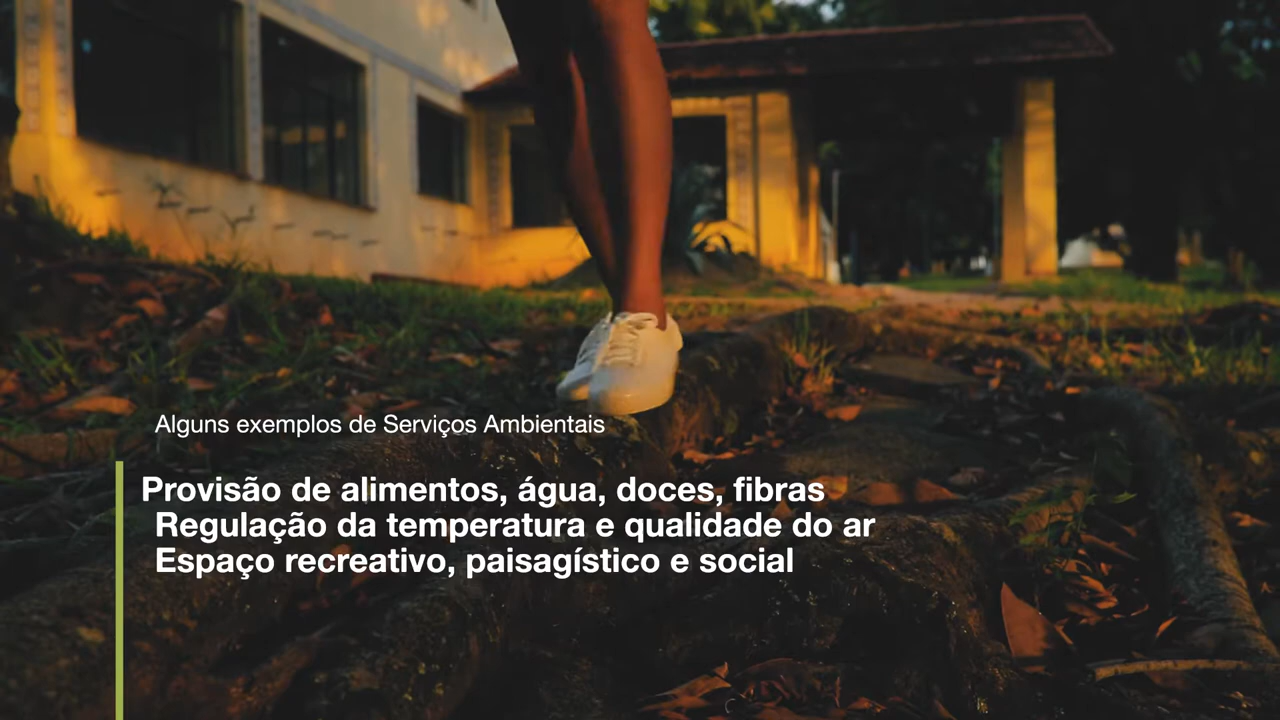 Alguns exemplos de Serviços Ambientais
Provisão de alimentos, água, doces, fibras
Regulação da temperatura e qualidade do ar
Espaço recreativo, paisagístico e social